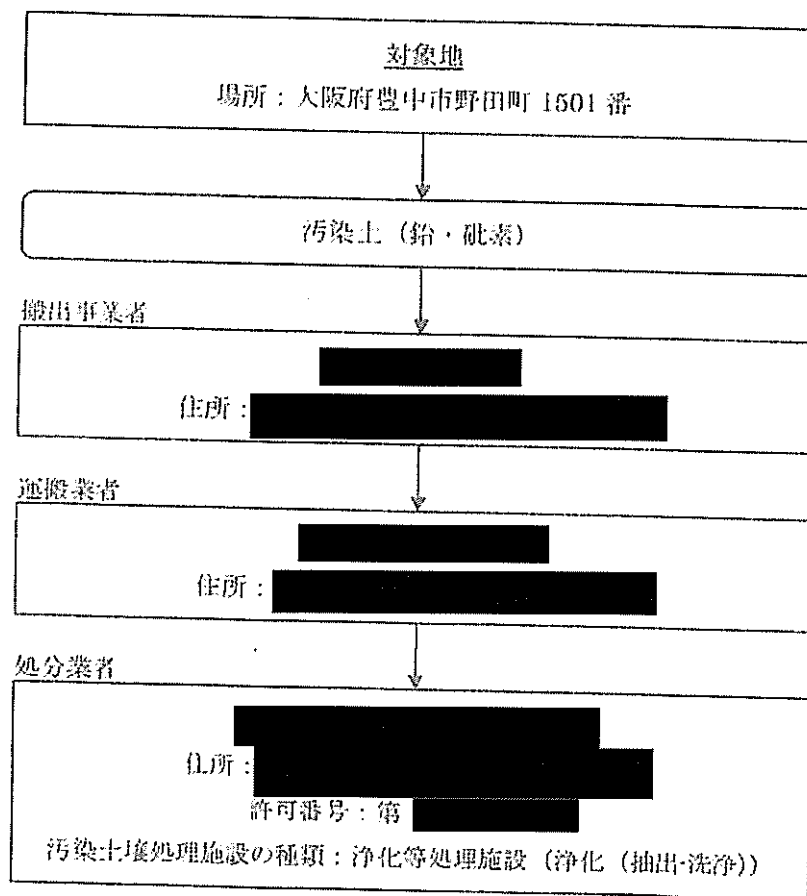 対象地
場所：大阪府豊中市野田町 1501 番
汚染土（鉛・砒素）
搬出事業者
住所：
運搬業者
住所：
処分業者
住所：
許可番号：第
汚染土壌処理施設の種類：浄化等処理施設（浄化（抽出-洗浄））